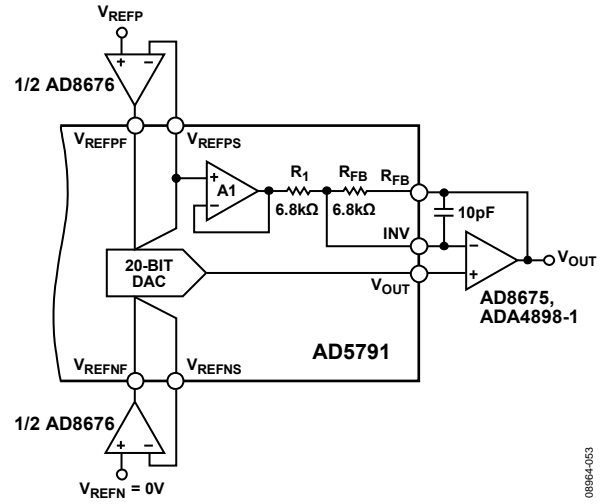 VREFP
1/2 AD8676
VREFPF
VREFPS
A1
R1
6.8kΩ
RFB
6.8kΩ
RFB
10pF
INV
20-BIT
DAC
VOUT
VOUT
AD8675,
ADA4898-1
AD5791
VREFNF
VREFNS
1/2 AD8676
VREFN = 0V
08964-053